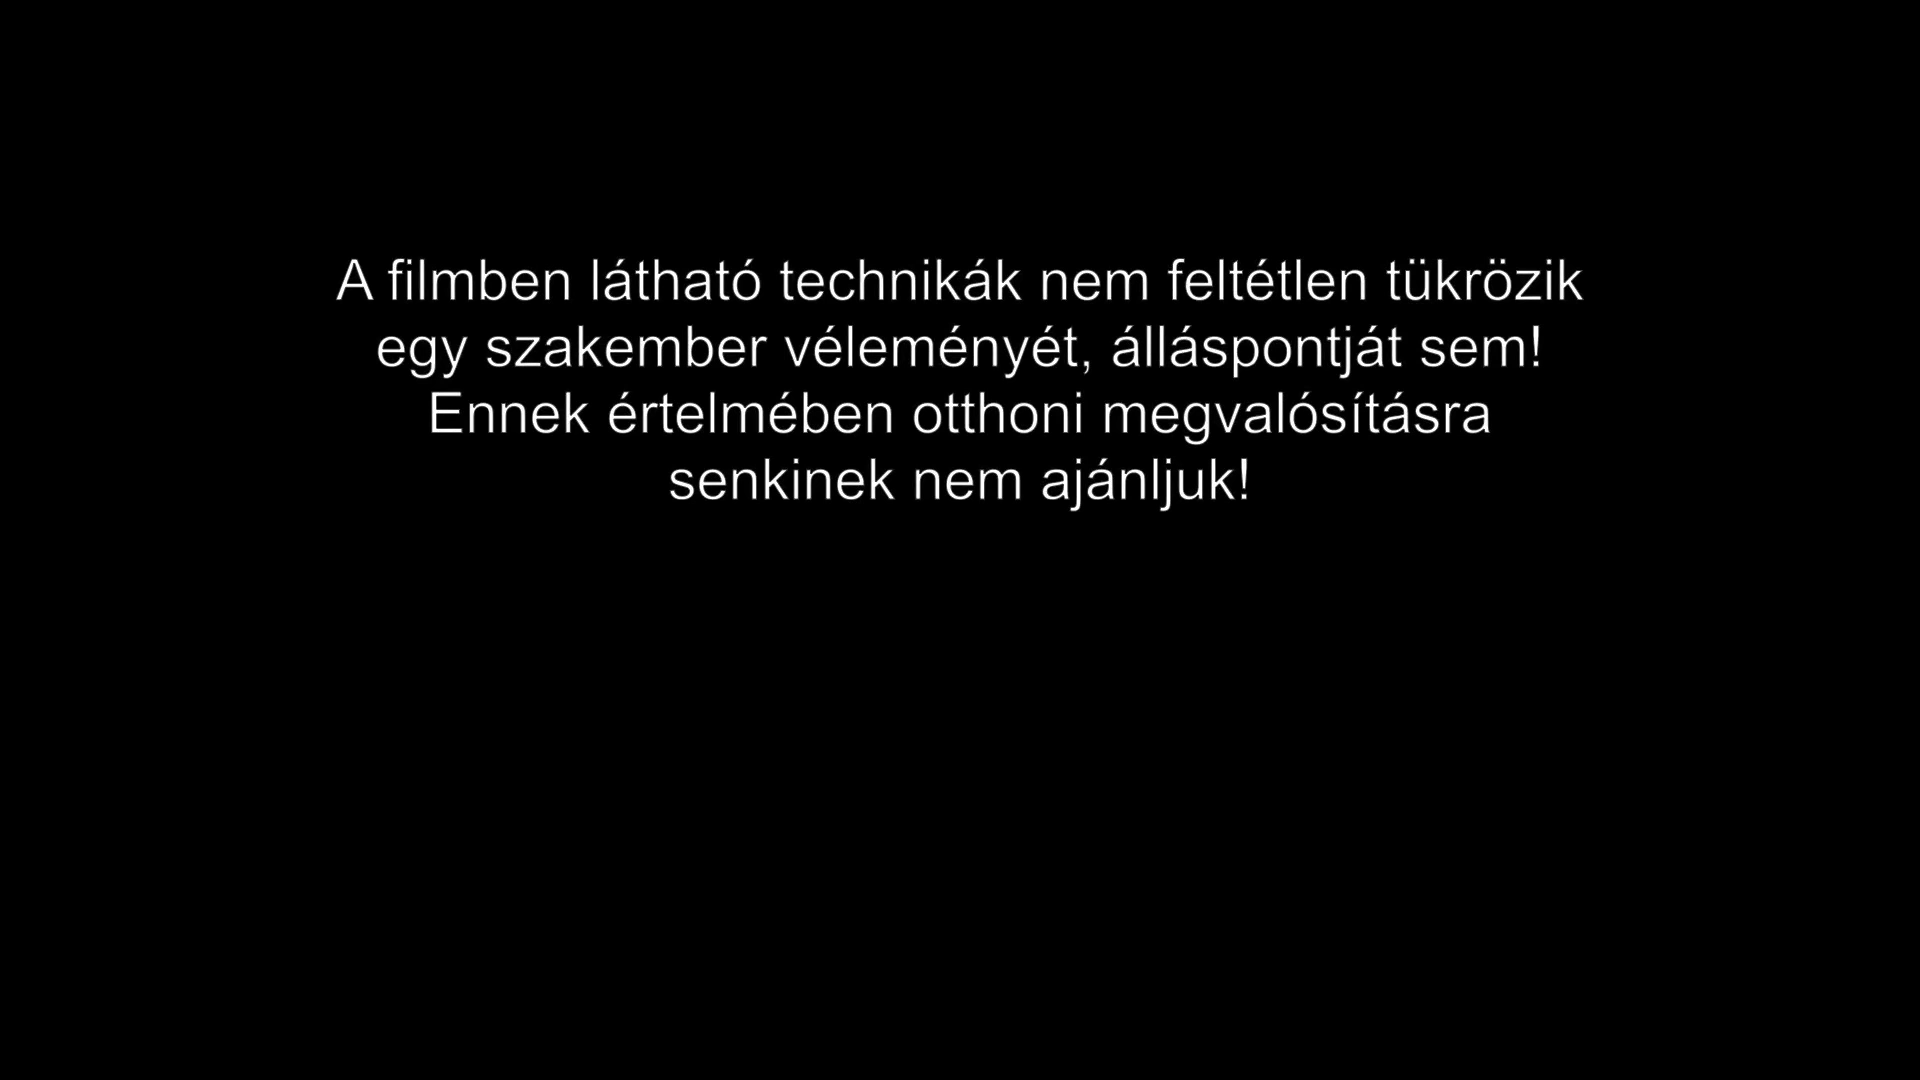 A filmben látható technikák nem feltétlen tükrözik
egy szakember véleményét, álláspontját sem!
Ennek értelmében otthoni megvalósításra
senkinek nem ajánljuk!